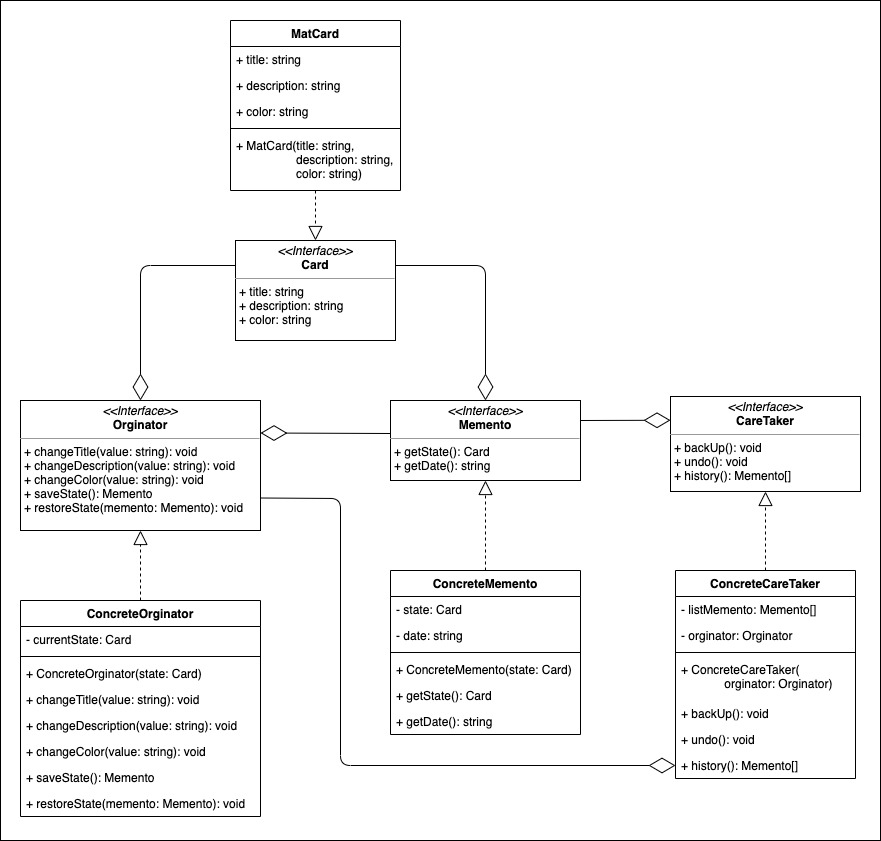 MatCard
+ title: string
+ description: string
+ color: string
+ MatCard(title: string,
description: string,
color: string)
<<Interface>>
Card
+ title: string
+ description: string
+ color: string
<<Interface>>
Orginator
+ changeTitle(value: string): void
+ changeDescription(value: string): void
+ changeColor(value: string): void
+ saveState(): Memento
+ restoreState(memento: Memento): void
<<Interface>>
Memento
+ getState(): Card
+ getDate(): string
<<Interface>>
CareTaker
+ backUp(): void
+ undo(): void
+ history(): Memento[]
ConcreteOrginator
- currentState: Card
+ ConcreteOrginator(state: Card)
+ changeTitle(value: string): void
+ changeDescription(value: string): void
+ changeColor(value: string): void
+ saveState(): Memento
+ restoreState(memento: Memento): void
ConcreteMemento
- state: Card
- date: string
+ ConcreteMemento(state: Card)
+ getState(): Card
+ getDate(): string
ConcreteCareTaker
- listMemento: Memento[]
- orginator: Orginator
+ ConcreteCareTaker(
orginator: Orginator)
+ backUp(): void
+ undo(): void
+ history(): Memento[]